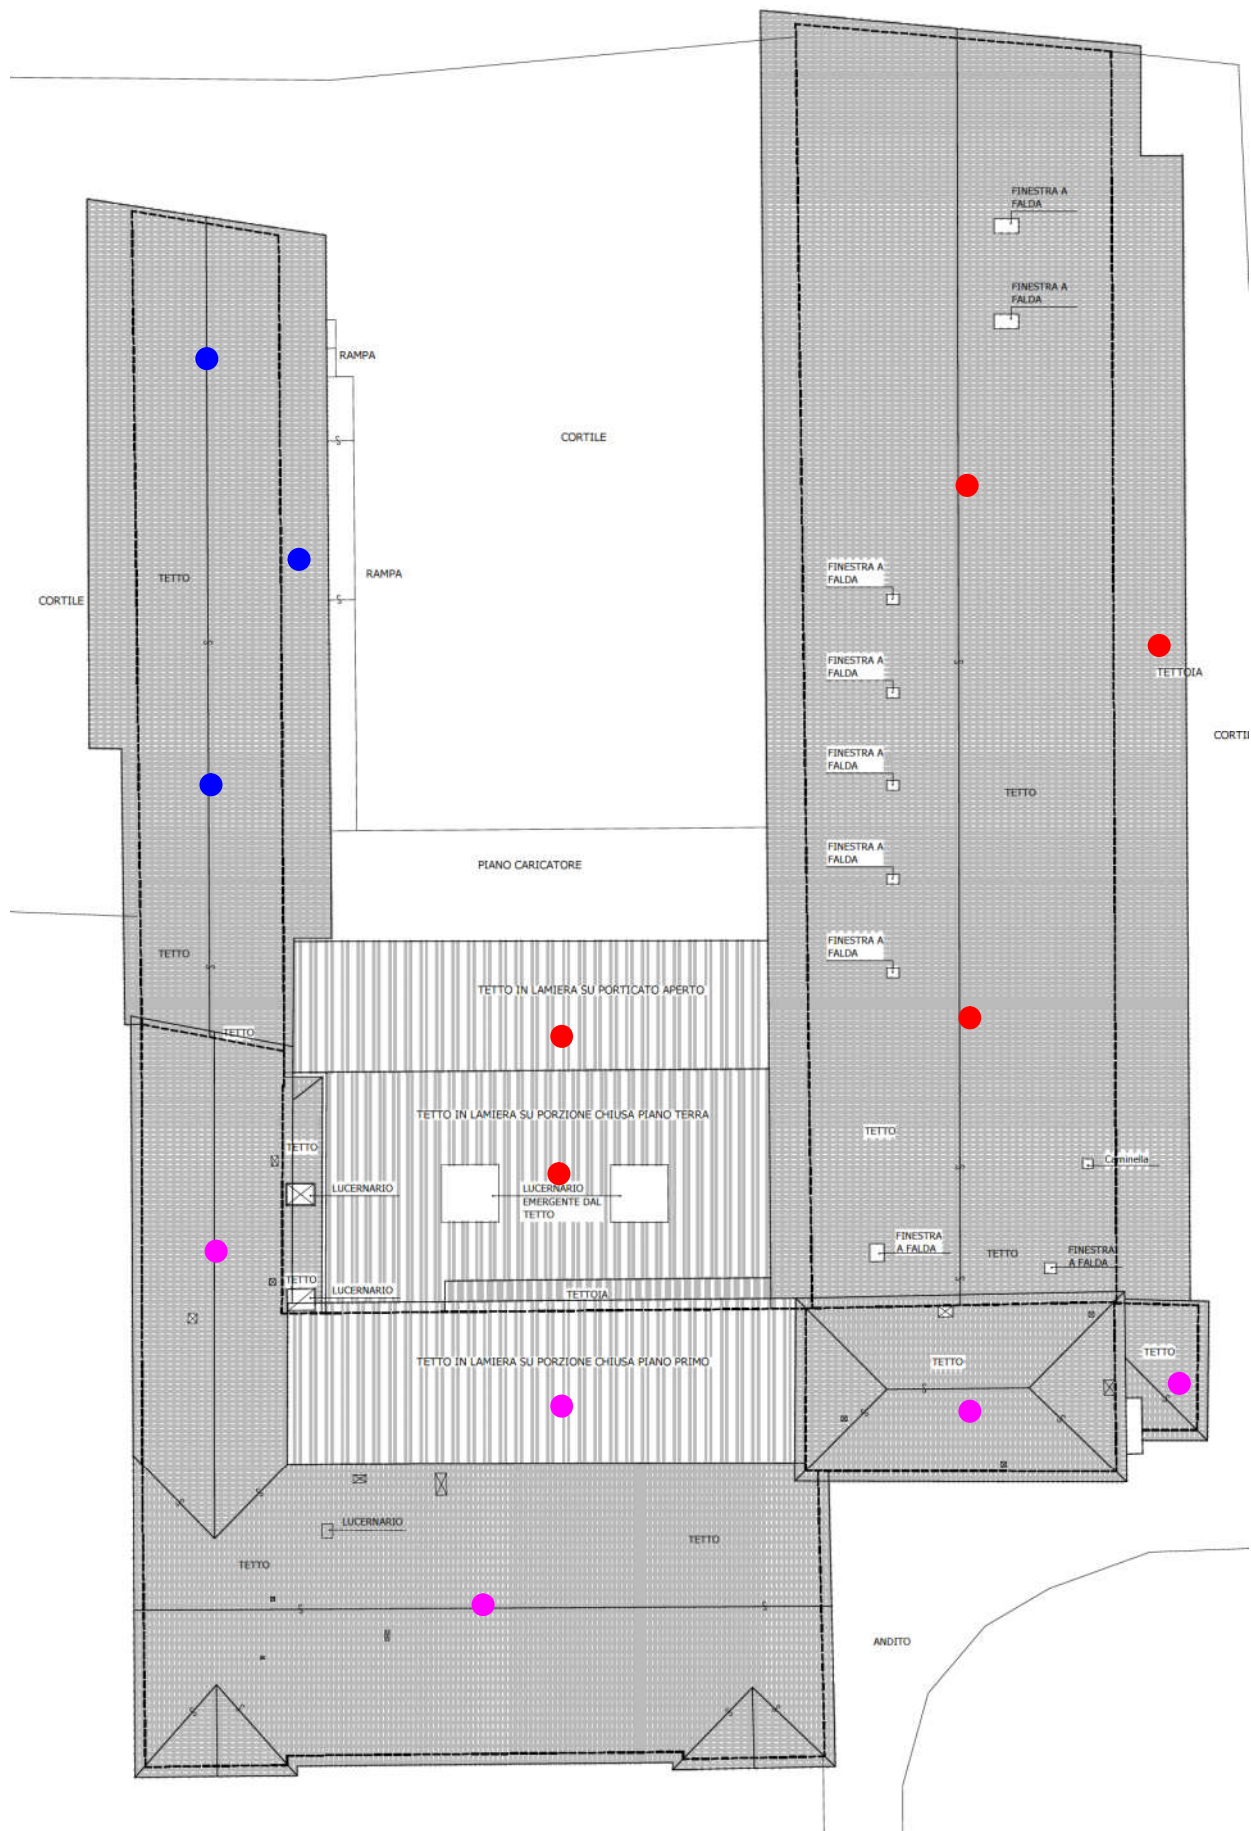 FINESTRA A
FALDA
FINESTRA A
FALDA
RAMPA
CORTILE
FINESTRA A
FALDA
RAMPA
TETTO
CORTILE
FINESTRA A
FALDA
TETTOIA
CORTIL
FINESTRA A
FALDA
TETTO
FINESTRA A
FALDA
PIANO CARICATORE
FINESTRA A
FALDA
TETTO
TETTO IN LAMIERA SU PORTICATO APERTO
TETTO
TETTO IN LAMIERA SU PORZIONE CHIUSA PIANO TERRA
TETTO
TETTO
Caminella
LUCERNARIO
LUCERNARIO
EMERGENTE DAL
TETTO
FINESTRA
A FALDA
TETTO
FINESTRA
A FALDA
TETTO
LUCERNARIO
TETTOIA
TETTO IN LAMIERA SU PORZIONE CHIUSA PIANO PRIMO
TETTO
TETTO
LUCERNARIO
TETTO
TETTO
ANDITO